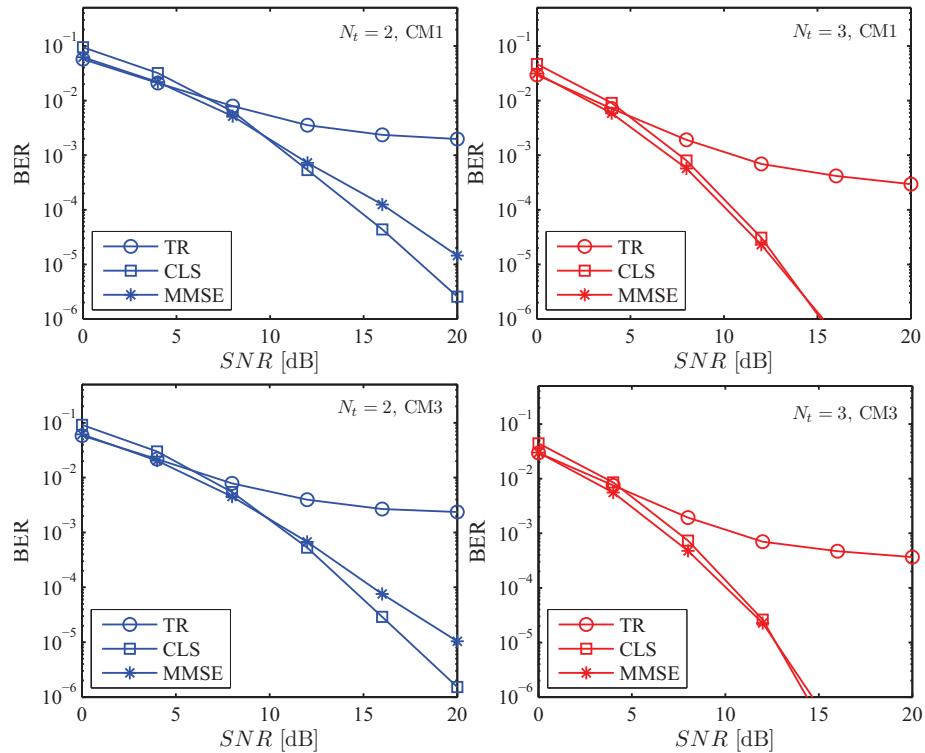 N_t = 2, CM1
BER
10^-1
10^-2
10^-3
10^-4
10^-5
10^-6
TR
CLS
MMSE
0 5 10 15 20
SNR [dB]
N_t = 3, CM1
BER
10^-1
10^-2
10^-3
10^-4
10^-5
10^-6
TR
CLS
MMSE
0 5 10 15 20
SNR [dB]
N_t = 2, CM3
BER
10^-1
10^-2
10^-3
10^-4
10^-5
10^-6
TR
CLS
MMSE
0 5 10 15 20
SNR [dB]
N_t = 3, CM3
BER
10^-1
10^-2
10^-3
10^-4
10^-5
10^-6
TR
CLS
MMSE
0 5 10 15 20
SNR [dB]